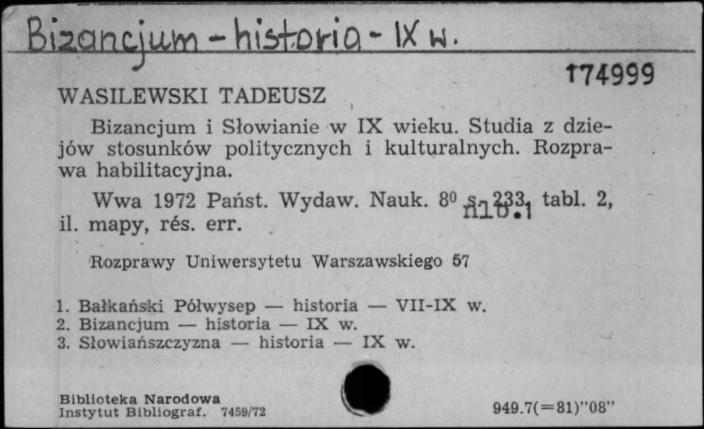 Bizancjum - historia - IX w.
174999
WASILEWSKI TADEUSZ
Bizancjum i Słowianie w IX wieku. Studia z dzie-
jów stosunków politycznych i kulturalnych. Rozpra-
wa habilitacyjna.
Wwa 1972 Państ. Wydaw. Nauk. 8⁰ s. 233, tabl. 2,
il. mapy, rés. err.
Rozprawy Uniwersytetu Warszawskiego 57
1. Bałkański Półwysep — historia — VII-IX w.
2. Bizancjum — historia — IX w.
3. Słowiańszczyzna — historia — IX w.
Biblioteka Narodowa
Instytut Bibliograf. 7459/72
949.7(=81)"08"